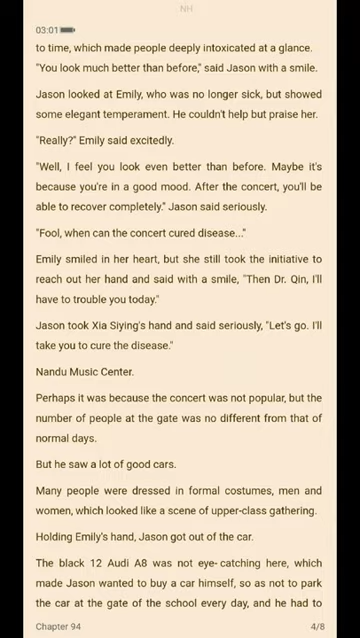 NH
03:01
to time, which made people deeply intoxicated at a glance.
"You look much better than before," said Jason with a smile.
Jason looked at Emily, who was no longer sick, but showed
some elegant temperament. He couldn't help but praise her.
"Really?" Emily said excitedly.
"Well, I feel you look even better than before. Maybe it's
because you're in a good mood. After the concert, you'll be
able to recover completely." Jason said seriously.
"Fool, when can the concert cured disease..."
Emily smiled in her heart, but she still took the initiative to
reach out her hand and said with a smile, "Then Dr. Qin, I'll
have to trouble you today."
Jason took Xia Siying's hand and said seriously, "Let's go. I'll
take you to cure the disease."
Nandu Music Center.
Perhaps it was because the concert was not popular, but the
number of people at the gate was no different from that of
normal days.
But he saw a lot of good cars.
Many people were dressed in formal costumes, men and
women, which looked like a scene of upper-class gathering.
Holding Emily's hand, Jason got out of the car.
The black 12 Audi A8 was not eye- catching here, which
made Jason wanted to buy a car himself, so as not to park
the car at the gate of the school every day, and he had to
Chapter 94
4/8